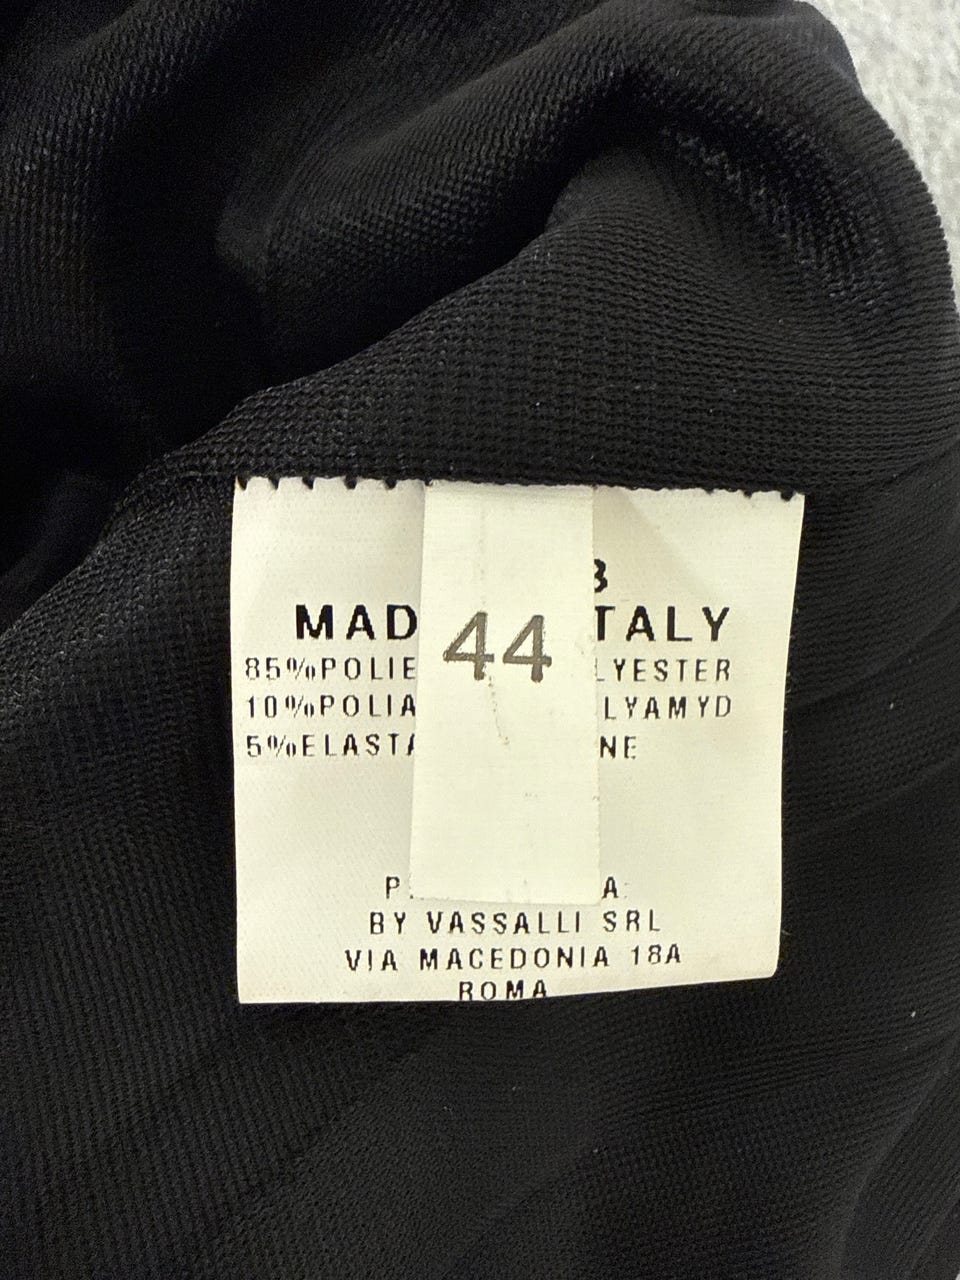 44
MAD TALY
85%POLIE LYESTER
10%POLIA LYAMYD
5%ELASTA NE
BY VASSALLI SRL
VIA MACEDONIA 18A
ROMA